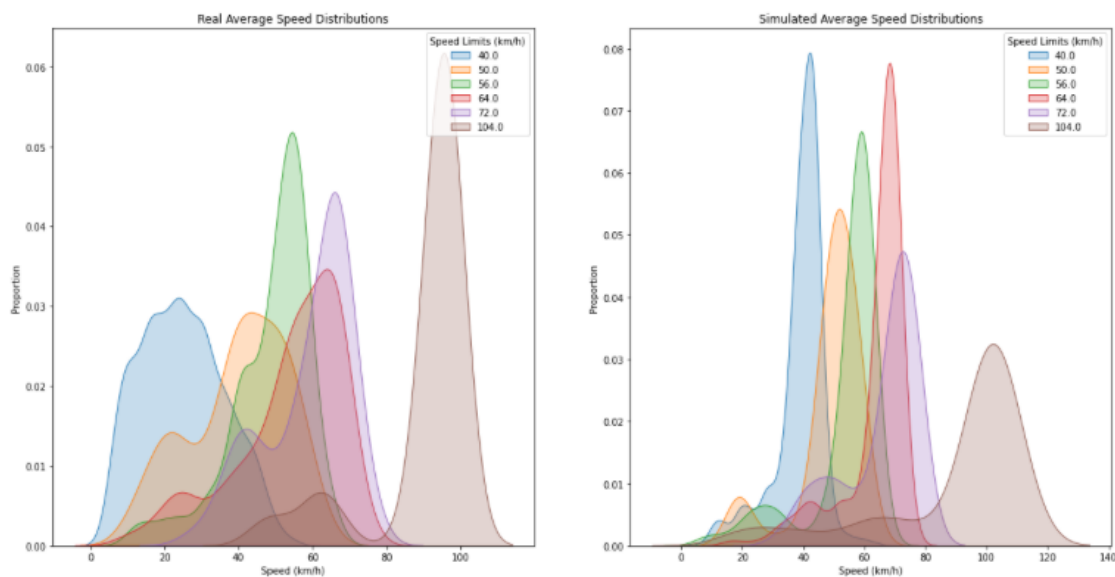 Real Average Speed Distributions
Speed Limits (km/h)
40.0
50.0
56.0
64.0
72.0
104.0
0.06
0.05
0.04
0.03
0.02
0.01
0.00
Proportion
0 20 40 60 80 100
Speed (km/h)
Simulated Average Speed Distributions
Speed Limits (km/h)
40.0
50.0
56.0
64.0
72.0
104.0
0.08
0.07
0.06
0.05
0.04
0.03
0.02
0.01
0.00
Proportion
0 20 40 60 80 100 120 140
Speed (km/h)